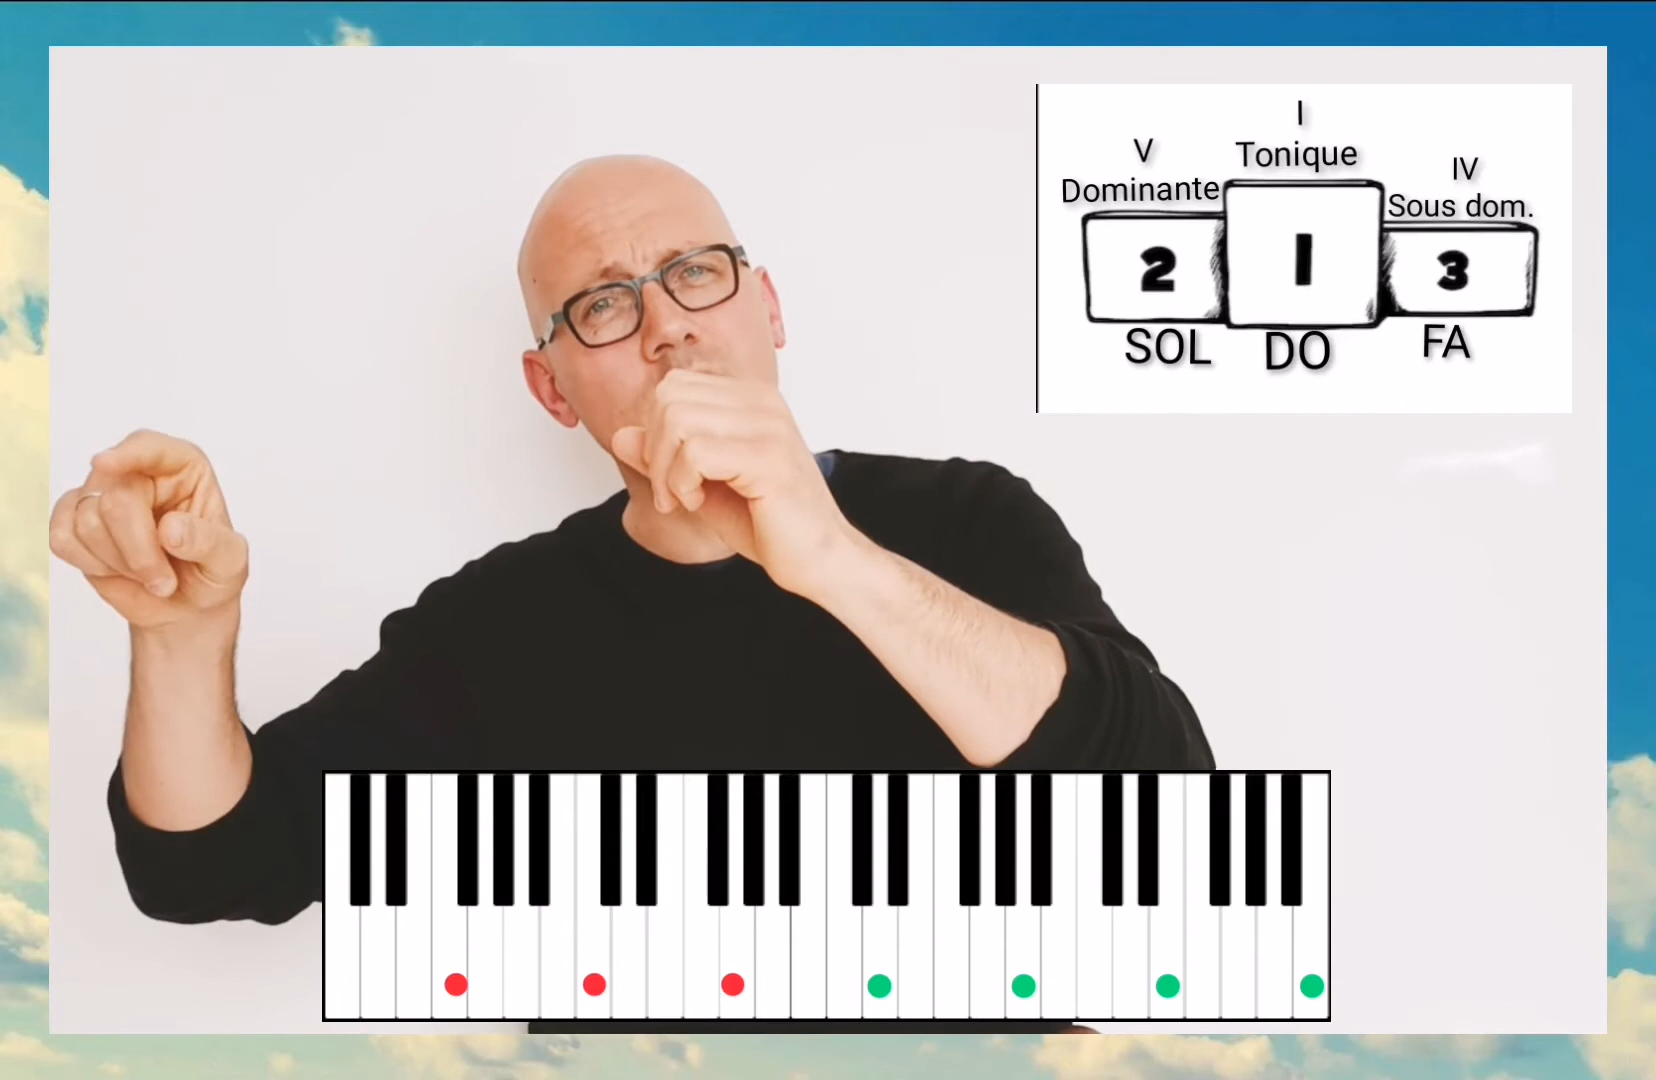 I
Tonique
V
Dominante
IV
Sous dom.
2
1
3
SOL
DO
FA